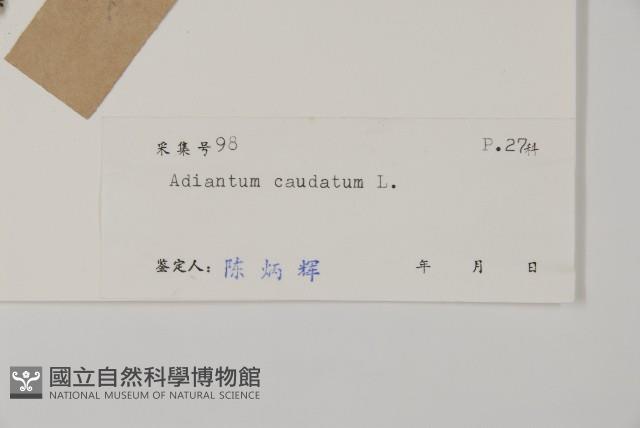 采集号98 P.27科
Adiantum caudatum L.
鉴定人：陈炳辉 年 月 日
國立自然科學博物館
NATIONAL MUSEUM OF NATURAL SCIENCE